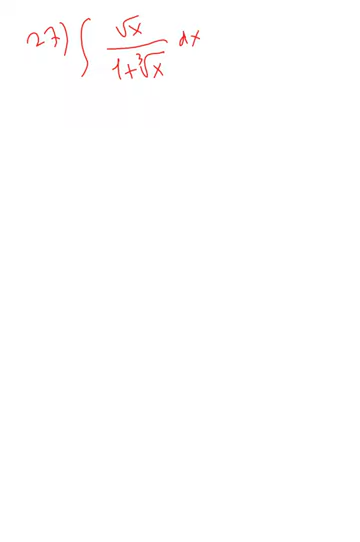 27) ∫ √x / (1+∛x) dx